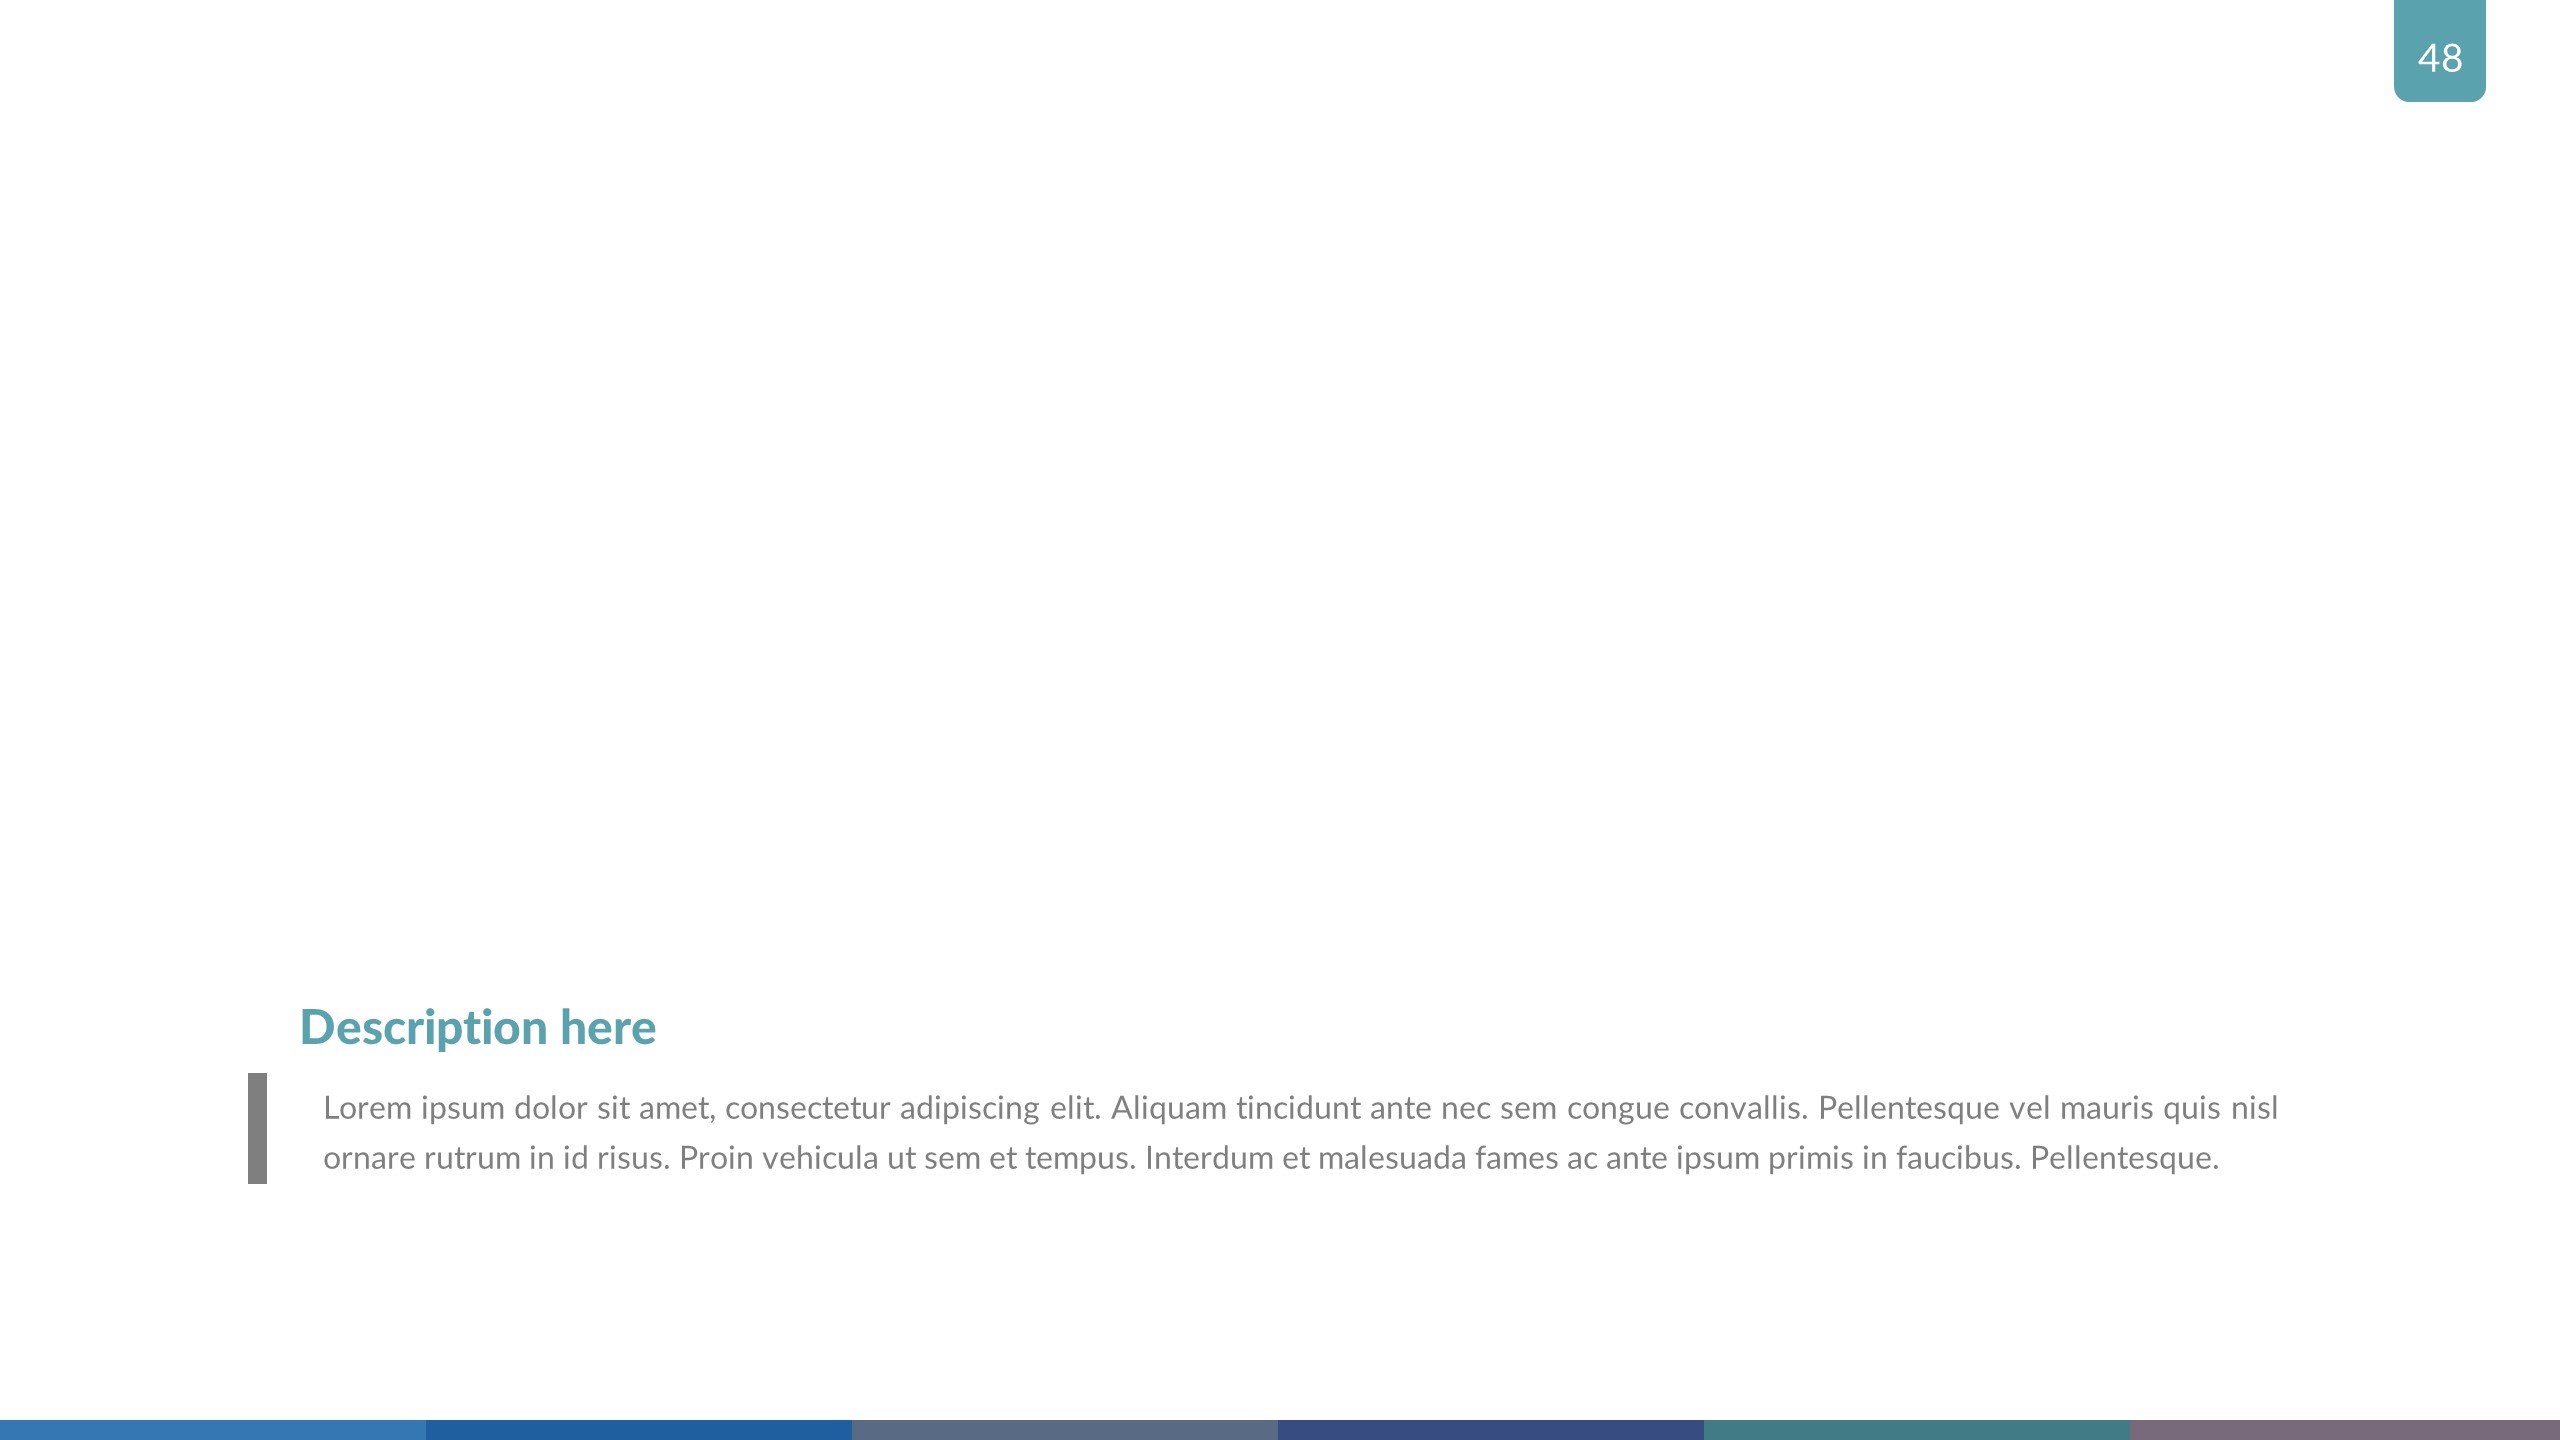 48
Description here
Lorem ipsum dolor sit amet, consectetur adipiscing elit. Aliquam tincidunt ante nec sem congue convallis. Pellentesque vel mauris quis nisl
ornare rutrum in id risus. Proin vehicula ut sem et tempus. Interdum et malesuada fames ac ante ipsum primis in faucibus. Pellentesque.